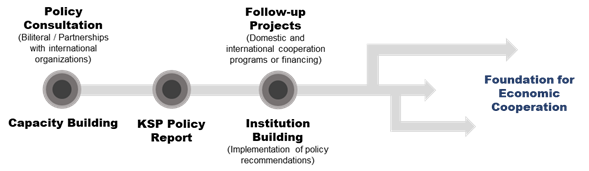 Policy
Consultation
(Biliteral / Partnerships
with international
organizations)
Capacity Building
KSP Policy
Report
Follow-up
Projects
(Domestic and
international cooperation
programs or financing)
Institution
Building
(Implementation of policy
recommendations)
Foundation for
Economic
Cooperation